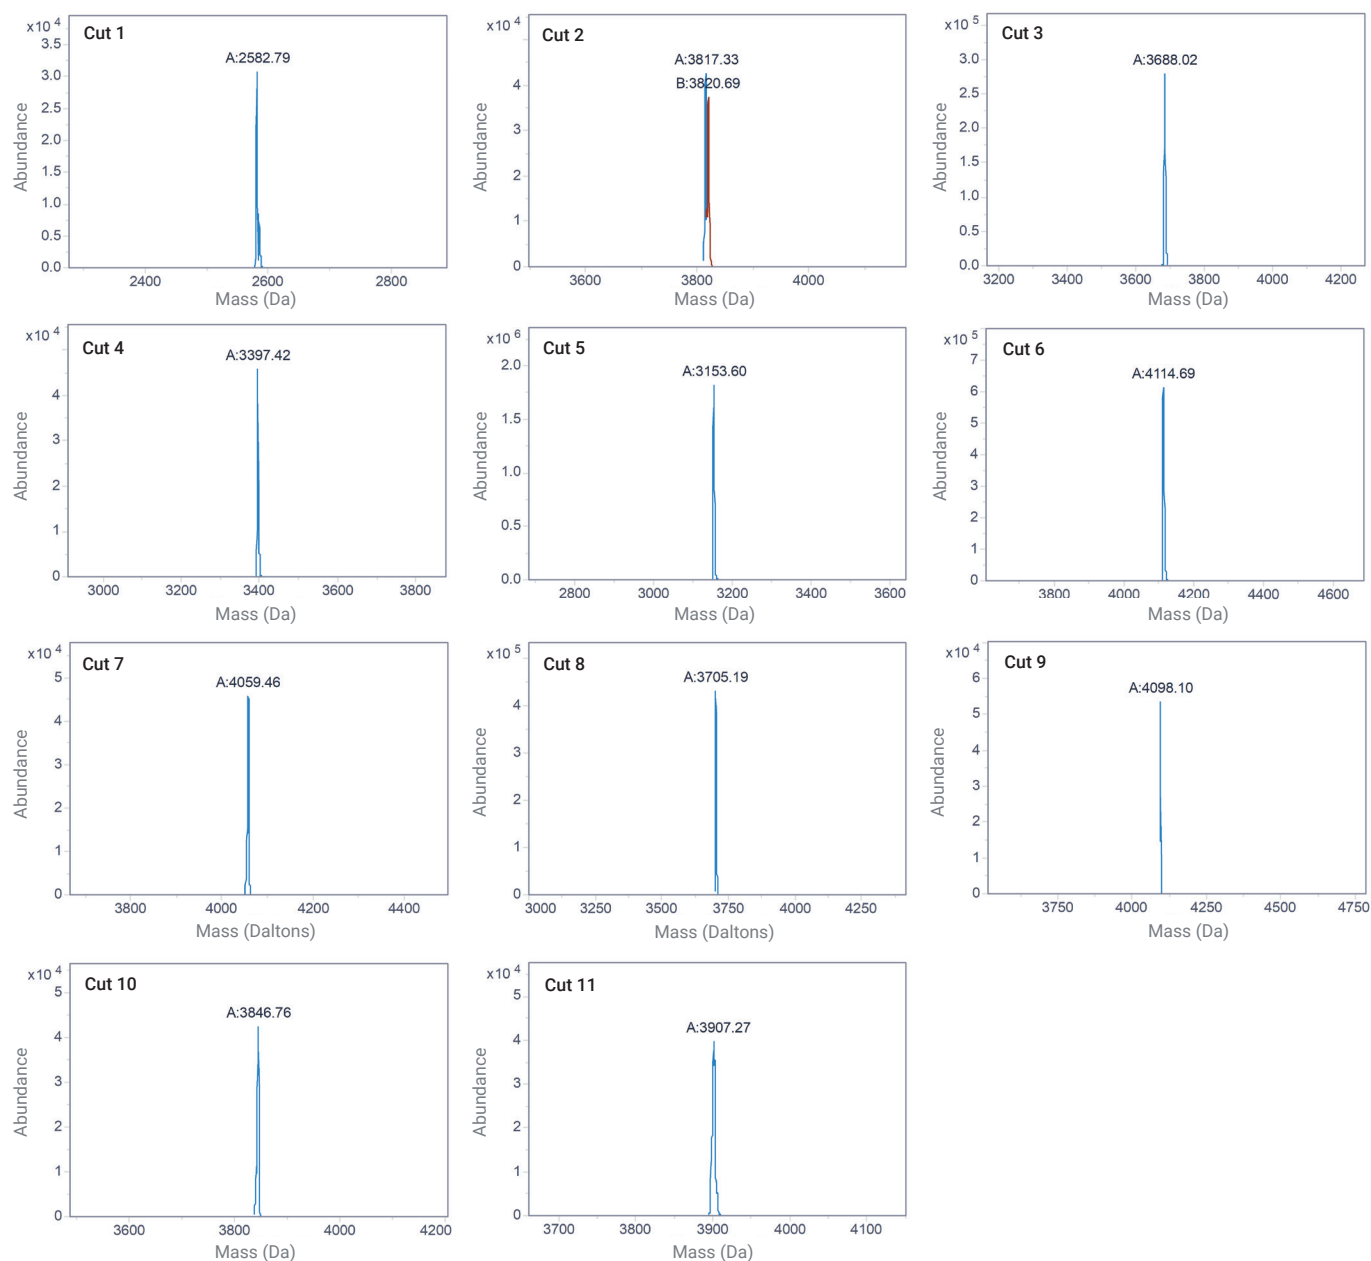 Cut 1
x10 4
A:2582.79
3.5
3.0
2.5
2.0
1.5
1.0
0.5
0.0
Abundance
2400
2600
2800
Mass (Da)
Cut 2
x10 4
A:3817.33
B:3820.69
4
3
2
1
0
Abundance
3600
3800
4000
Mass (Da)
Cut 3
x10 5
A:3688.02
3.0
2.5
2.0
1.5
1.0
0.5
0.0
Abundance
3200
3400
3600
3800
4000
4200
Mass (Da)
Cut 4
x10 4
A:3397.42
4
3
2
1
0
Abundance
3000
3200
3400
3600
3800
Mass (Da)
Cut 5
x10 6
A:3153.60
2.0
1.5
1.0
0.5
0.0
Abundance
2800
3000
3200
3400
3600
Mass (Da)
Cut 6
x10 5
A:4114.69
7
6
5
4
3
2
1
0
Abundance
3800
4000
4200
4400
4600
Mass (Da)
Cut 7
x10 4
A:4059.46
5
4
3
2
1
0
Abundance
3800
4000
4200
4400
Mass (Daltons)
Cut 8
x10 5
A:3705.19
4
3
2
1
0
Abundance
3000
3250
3500
3750
4000
4250
Mass (Daltons)
Cut 9
x10 4
A:4098.10
6
5
4
3
2
1
0
Abundance
3750
4000
4250
4500
4750
Mass (Da)
Cut 10
x10 4
A:3846.76
5
4
3
2
1
0
Abundance
3600
3800
4000
4200
Mass (Da)
Cut 11
x10 4
A:3907.27
5
4
3
2
1
0
Abundance
3700
3800
3900
4000
4100
Mass (Da)